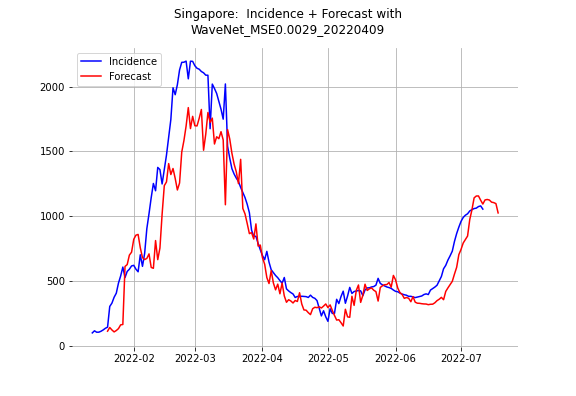 Singapore:  Incidence + Forecast with
WaveNet_MSE0.0029_20220409
Incidence
Forecast
2000
1500
1000
500
0
2022-02 2022-03 2022-04 2022-05 2022-06 2022-07